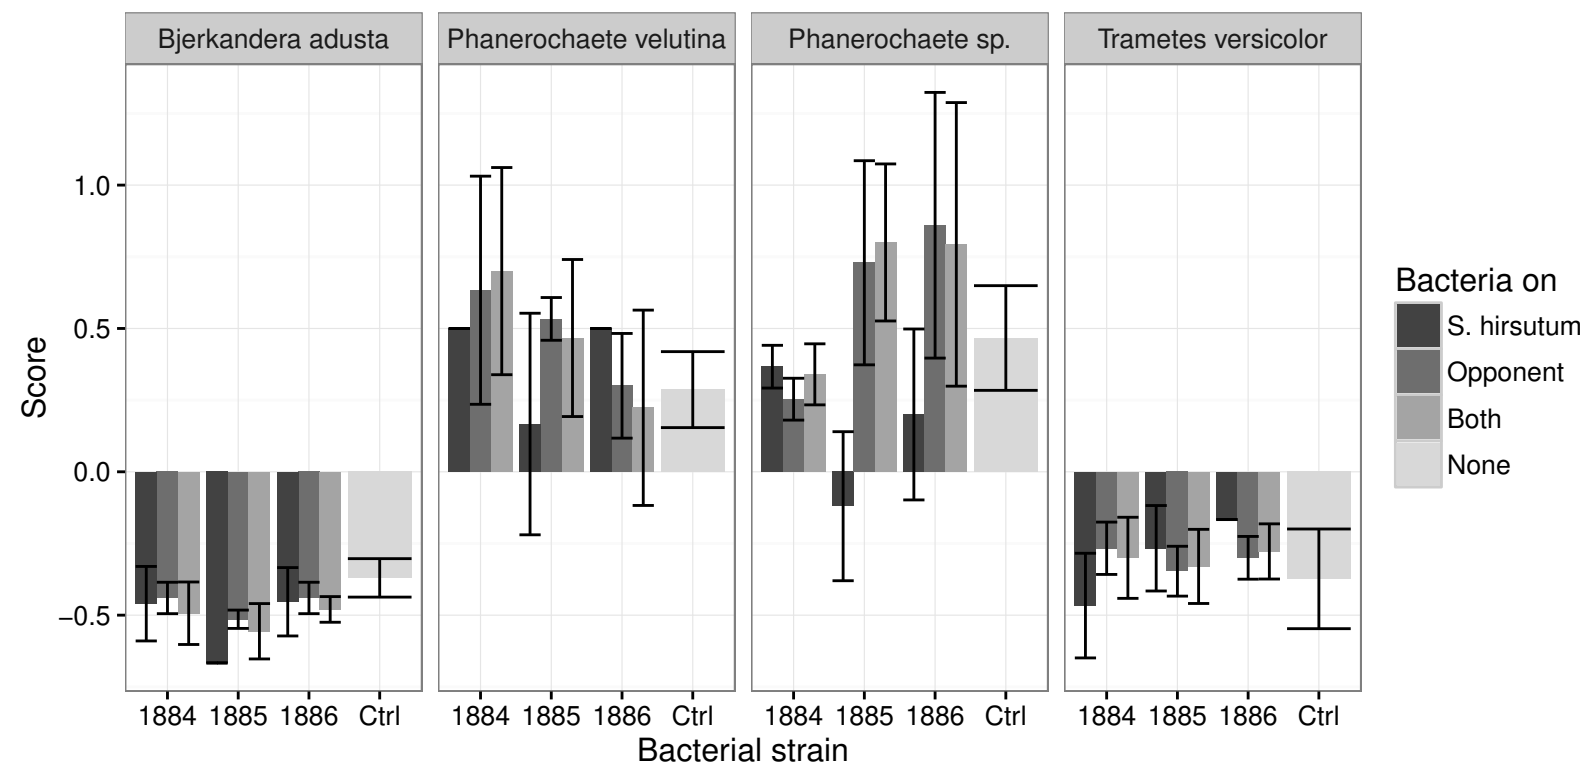 Bjerkandera adusta
Phanerochaete velutina
Phanerochaete sp.
Trametes versicolor
Score
1.0
0.5
0.0
−0.5
1884 1885 1886 Ctrl
1884 1885 1886 Ctrl
1884 1885 1886 Ctrl
1884 1885 1886 Ctrl
Bacterial strain
Bacteria on
S. hirsutum
Opponent
Both
None